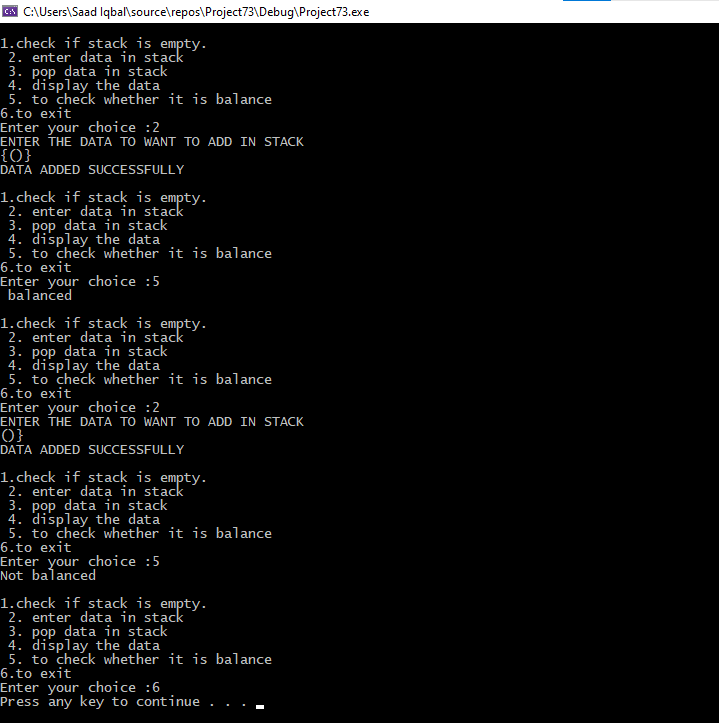 C:\Users\Saad Iqbal\source\repos\Project73\Debug\Project73.exe
1.check if stack is empty.
2. enter data in stack
3. pop data in stack
4. display the data
5. to check whether it is balance
6.to exit
Enter your choice :2
ENTER THE DATA TO WANT TO ADD IN STACK
{()}
DATA ADDED SUCCESSFULLY
1.check if stack is empty.
2. enter data in stack
3. pop data in stack
4. display the data
5. to check whether it is balance
6.to exit
Enter your choice :5
balanced
1.check if stack is empty.
2. enter data in stack
3. pop data in stack
4. display the data
5. to check whether it is balance
6.to exit
Enter your choice :2
ENTER THE DATA TO WANT TO ADD IN STACK
()}
DATA ADDED SUCCESSFULLY
1.check if stack is empty.
2. enter data in stack
3. pop data in stack
4. display the data
5. to check whether it is balance
6.to exit
Enter your choice :5
Not balanced
1.check if stack is empty.
2. enter data in stack
3. pop data in stack
4. display the data
5. to check whether it is balance
6.to exit
Enter your choice :6
Press any key to continue . . .